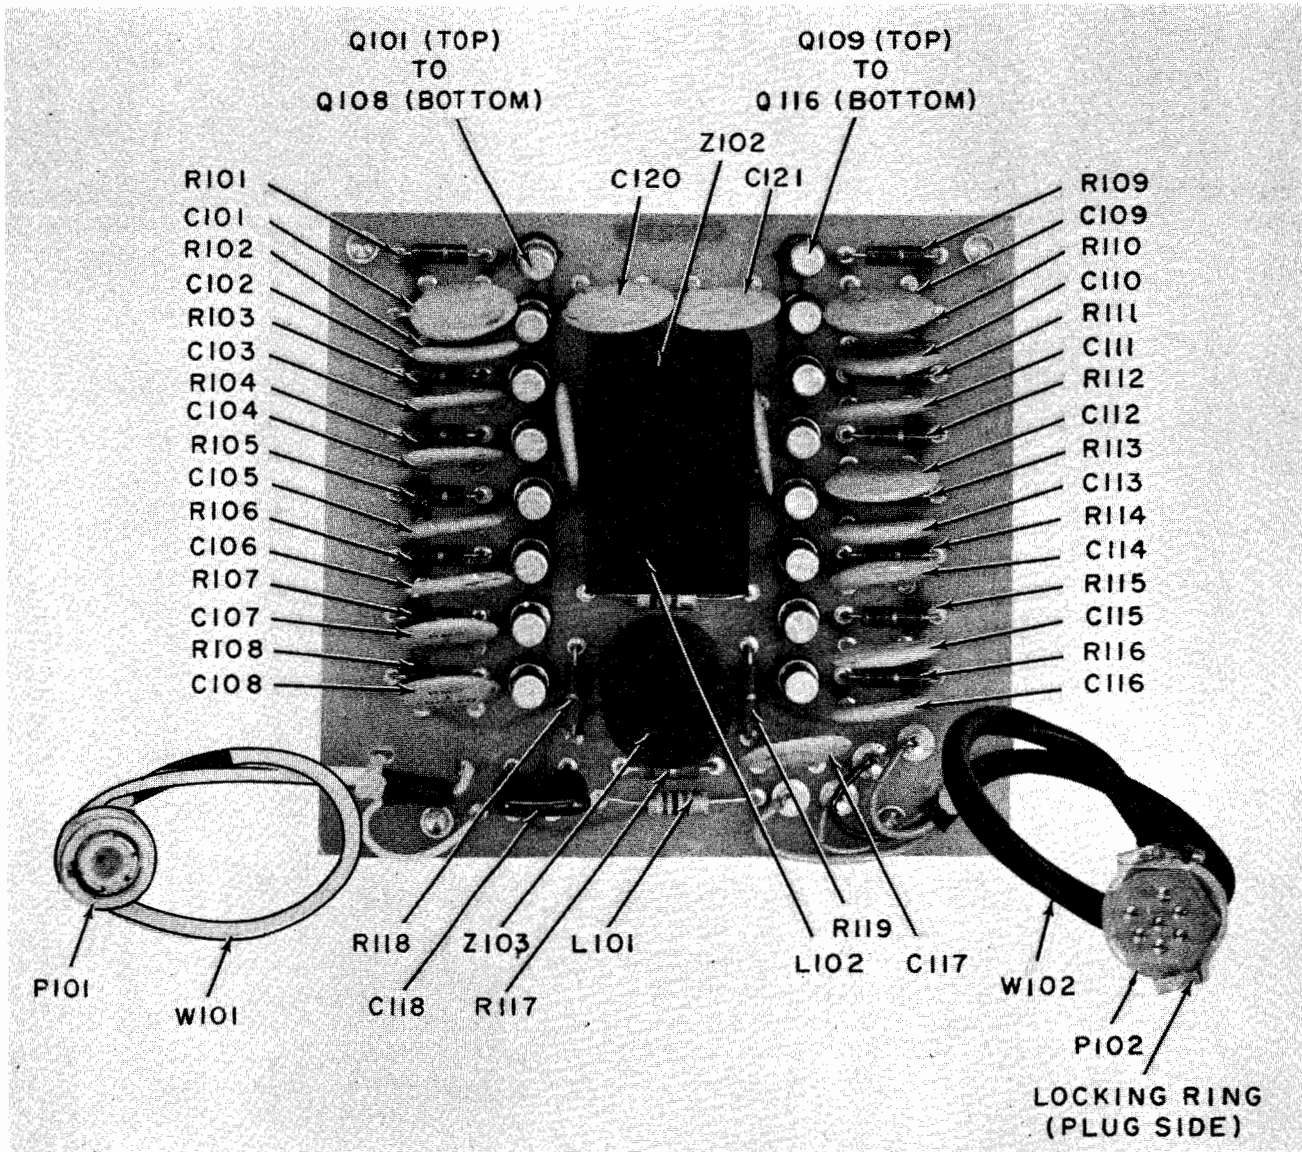 Q101 (TOP)
TO
Q108 (BOTTOM)
Q109 (TOP)
TO
Q116 (BOTTOM)
Z102
C120
C121
R101
C101
R102
C102
R103
C103
R104
C104
R105
C105
R106
C106
R107
C107
R108
C108
R109
C109
R110
C110
R111
C111
R112
C112
R113
C113
R114
C114
R115
C115
R116
C116
P101
W101
R118
C118
Z103
R117
L101
L102
R119
C117
W102
P102
LOCKING RING
(PLUG SIDE)